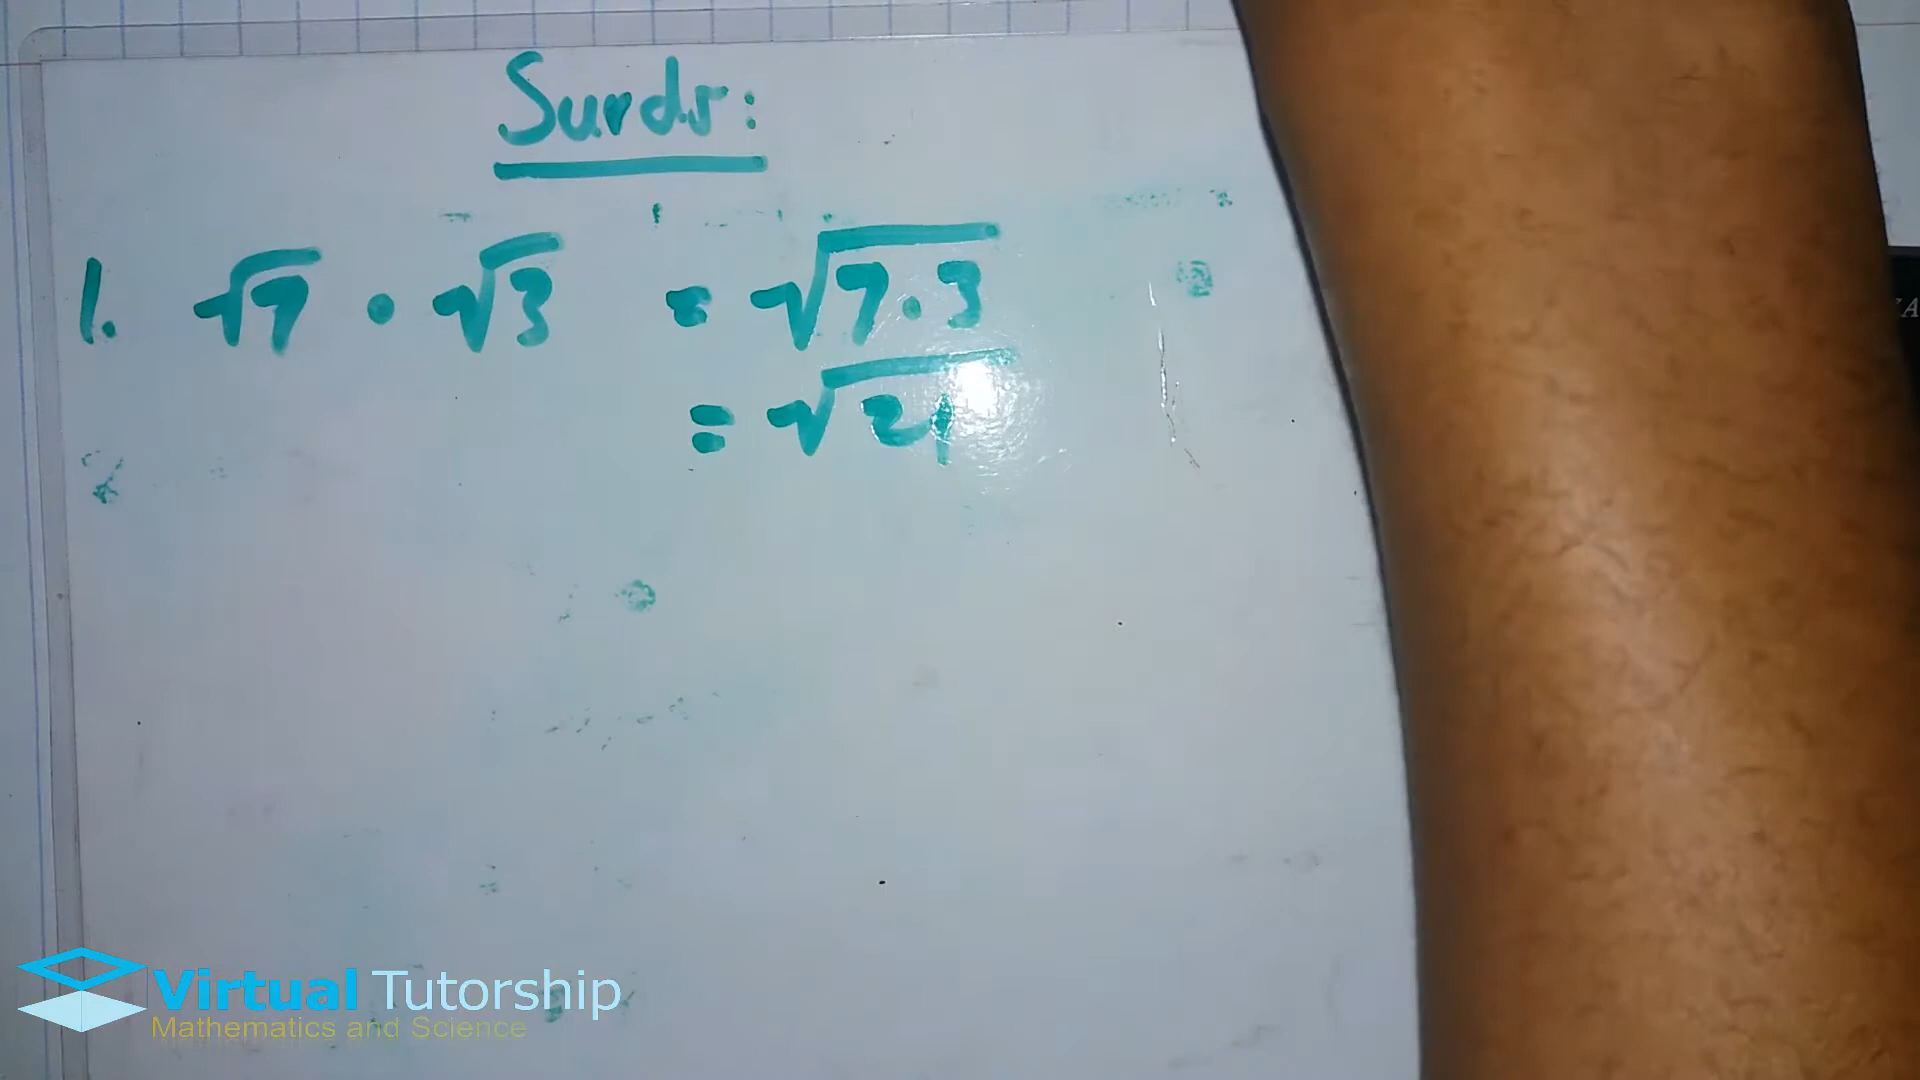 Surds:
1. √7 · √3 = √7.3
= √21
Virtual Tutorship
Mathematics and Science